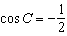 cos C = −1/2